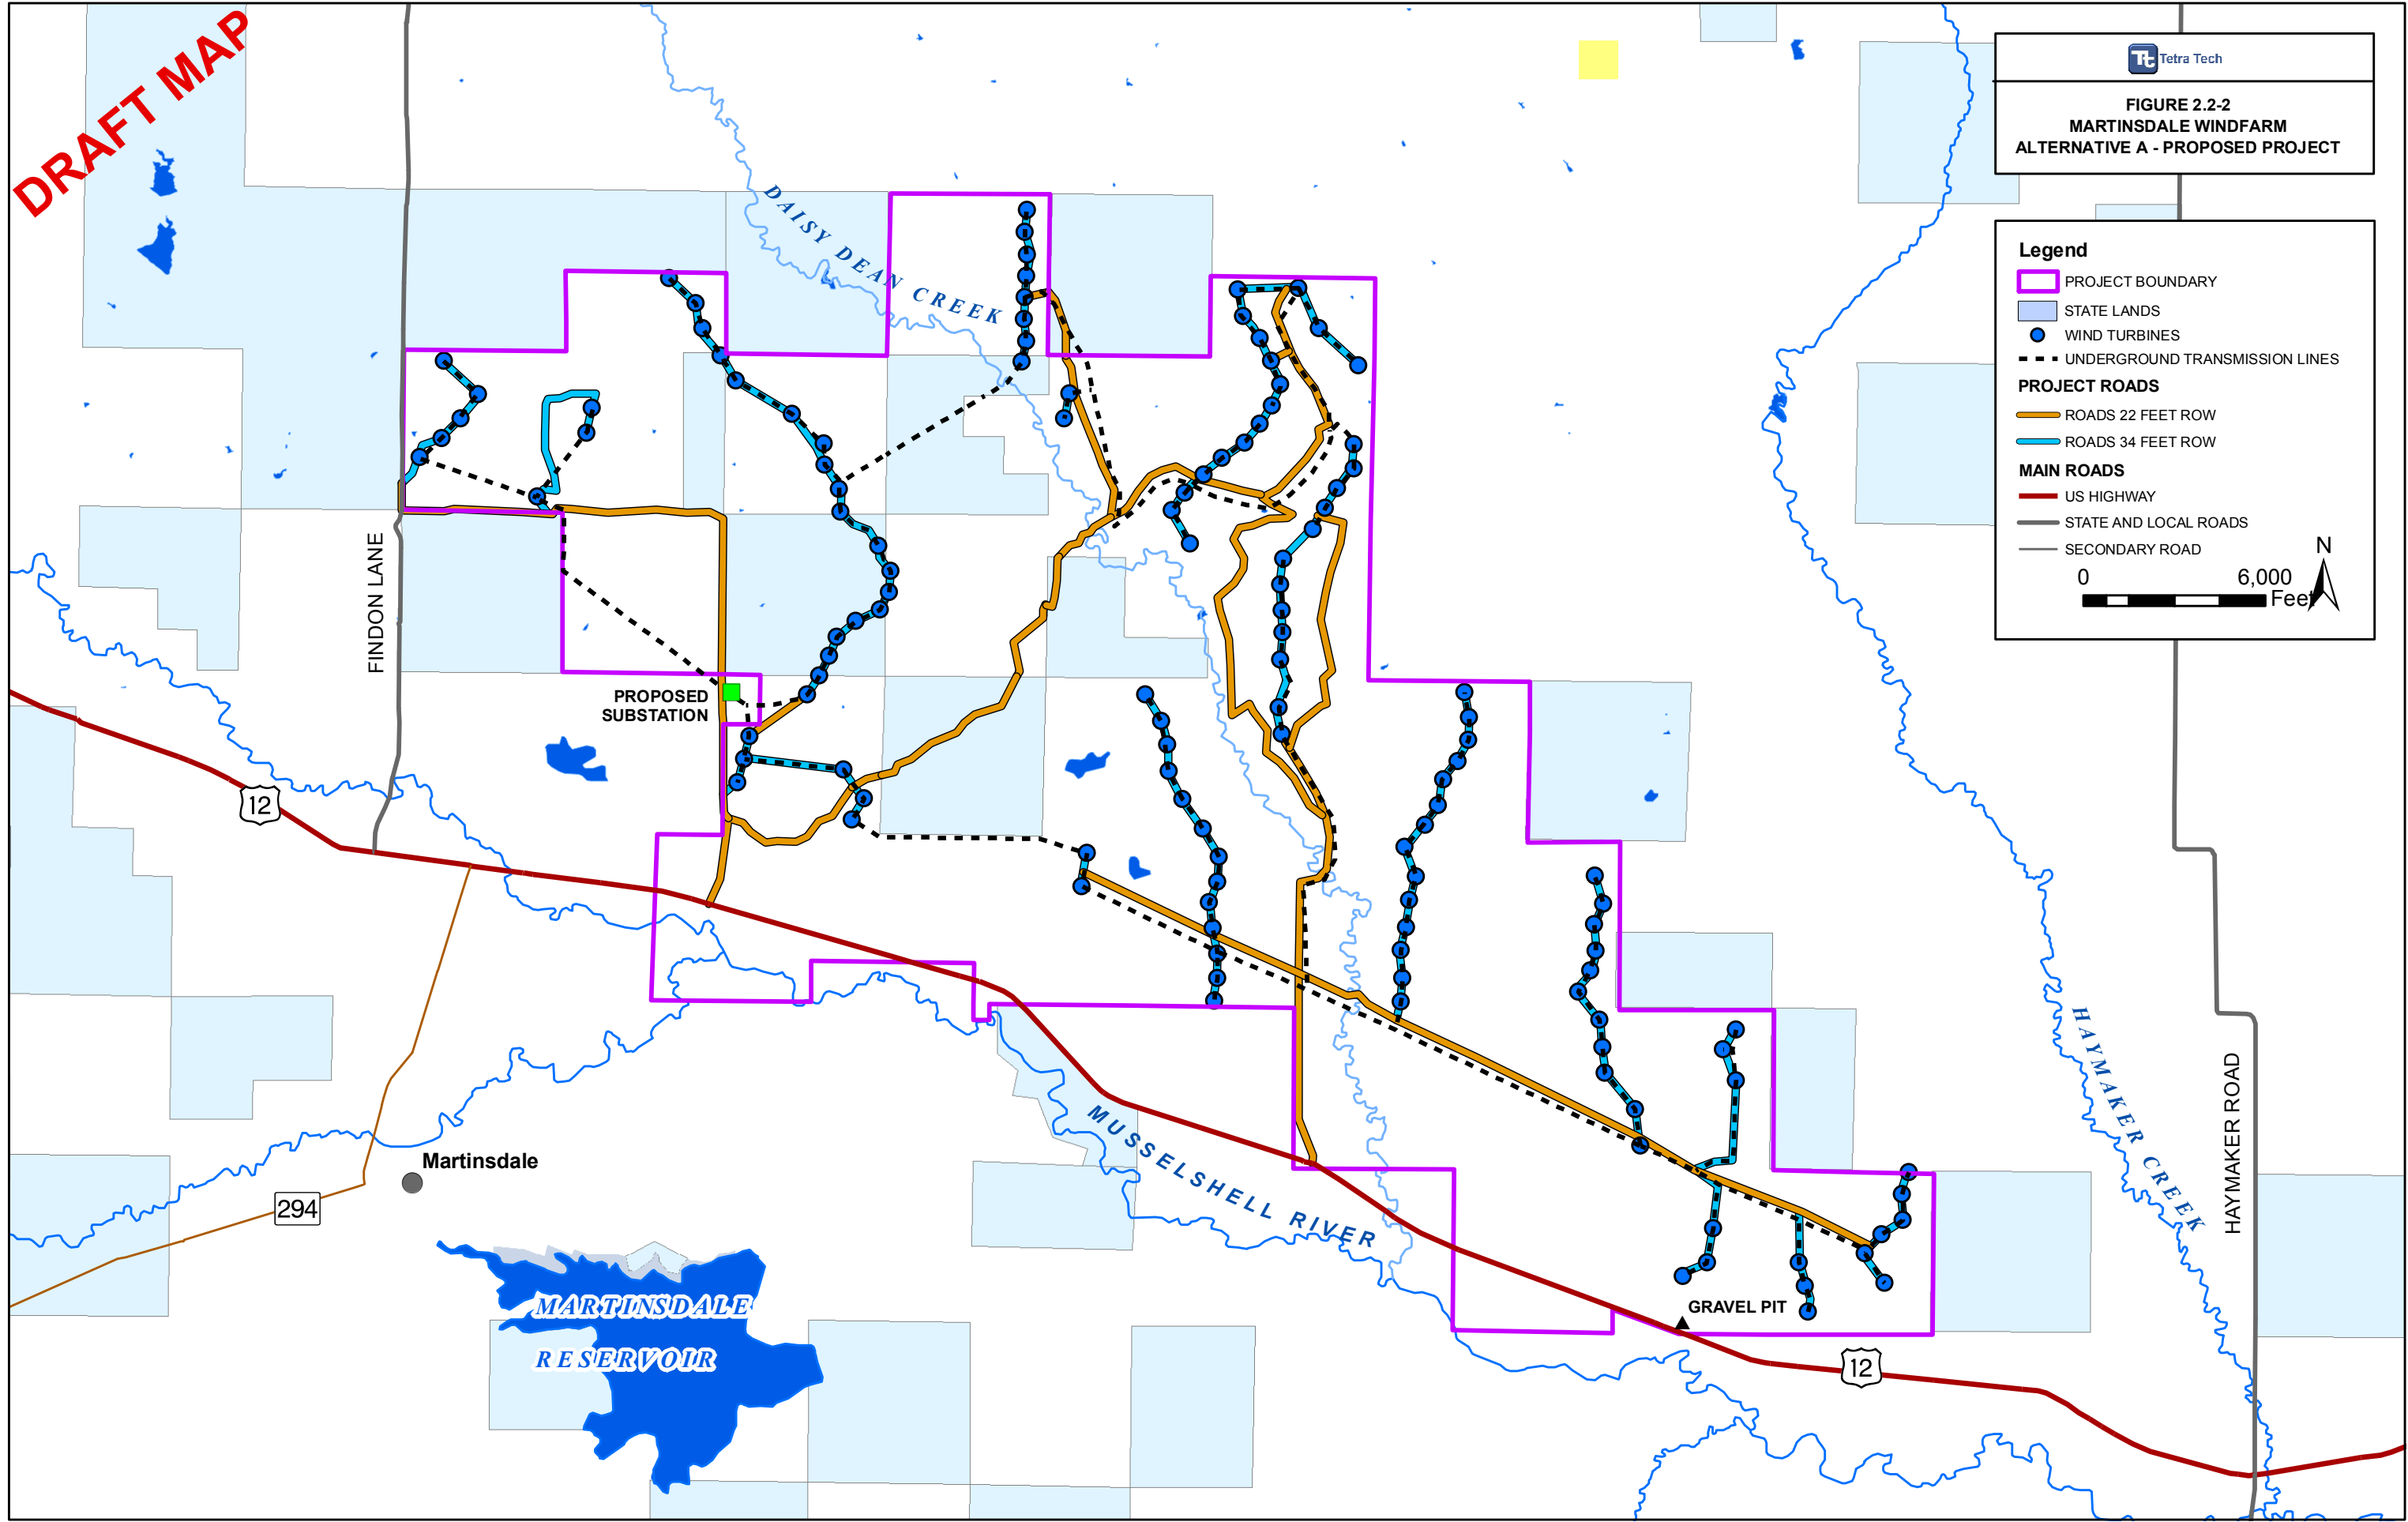 DRAFT MAP
Tt Tetra Tech
FIGURE 2.2-2
MARTINSDALE WINDFARM
ALTERNATIVE A - PROPOSED PROJECT
Legend
PROJECT BOUNDARY
STATE LANDS
WIND TURBINES
UNDERGROUND TRANSMISSION LINES
PROJECT ROADS
ROADS 22 FEET ROW
ROADS 34 FEET ROW
MAIN ROADS
US HIGHWAY
STATE AND LOCAL ROADS
SECONDARY ROAD
N
0 6,000
Feet
DAISY DEAN CREEK
FINDON LANE
PROPOSED
SUBSTATION
12
Martinsdale
294
MUSSELSHELL RIVER
HAYMAKER CREEK
HAYMAKER ROAD
MARTINSDALE
RESERVOIR
GRAVEL PIT
12